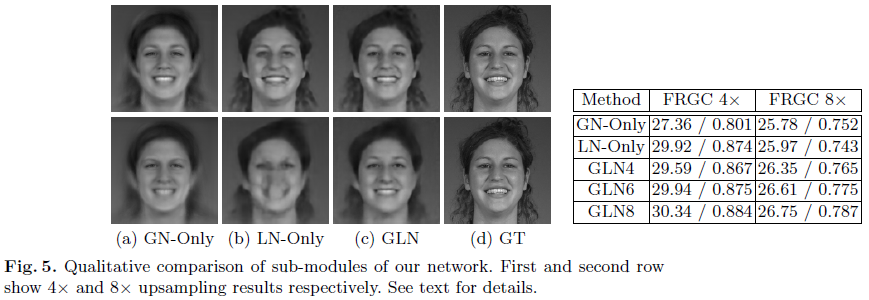 Method FRGC 4× FRGC 8×
GN-Only 27.36 / 0.801 25.78 / 0.752
LN-Only 29.92 / 0.874 25.97 / 0.743
GLN4 29.59 / 0.867 26.35 / 0.765
GLN6 29.94 / 0.875 26.61 / 0.775
GLN8 30.34 / 0.884 26.75 / 0.787
(a) GN-Only (b) LN-Only (c) GLN (d) GT
Fig. 5. Qualitative comparison of sub-modules of our network. First and second row
show 4× and 8× upsampling results respectively. See text for details.